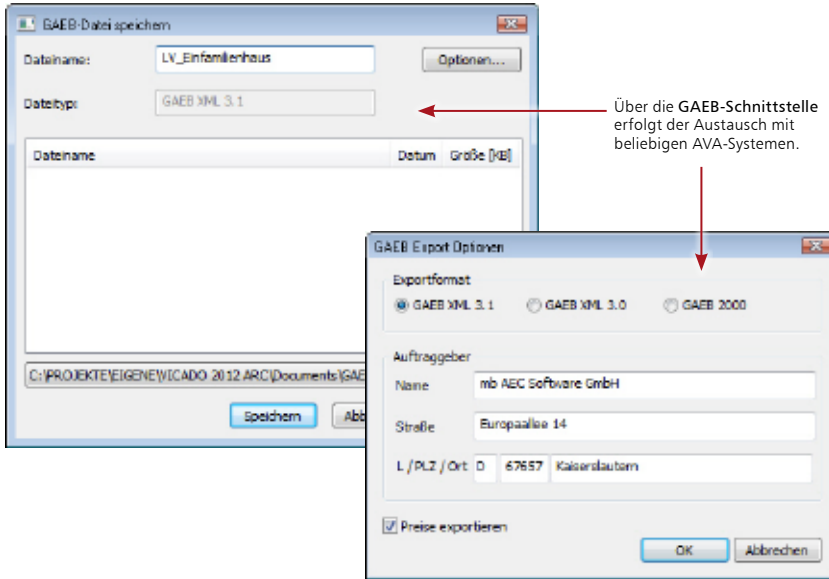 GAEB-Datei speichern
Dateiname:
LV_Einfamilienhaus
Optionen...
Dateityp:
GAEB XML 3.1
Über die GAEB-Schnittstelle
erfolgt der Austausch mit
beliebigen AVA-Systemen.
Dateiname Datum Größe [KB]
C:\PROJEKTE\EIGENE\VICADO 2012 ARC\Documents\GAE
Speichern
Abb
GAEB Export Optionen
Exportformat
GAEB XML 3.1 GAEB XML 3.0 GAEB 2000
Auftraggeber
Name mb AEC Software GmbH
Straße Europaallee 14
L / PLZ / Ort D 67657 Kaiserslautern
Preise exportieren
OK Abbrechen